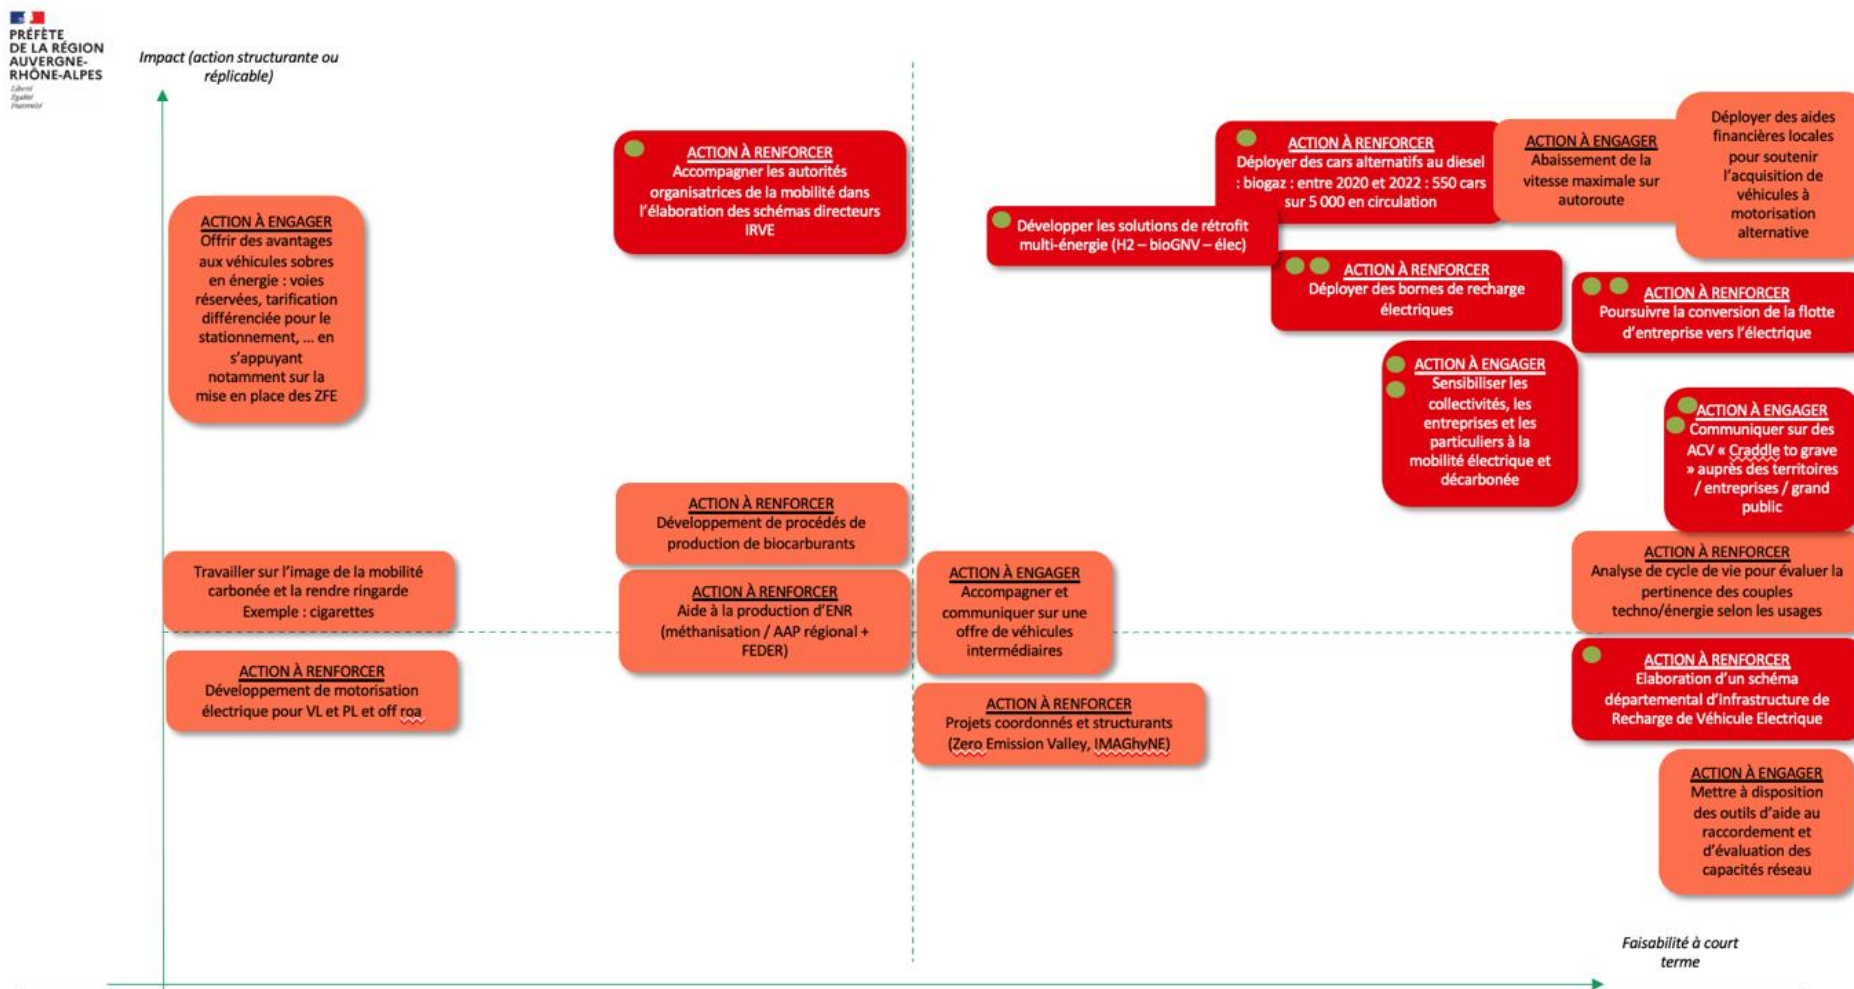 PRÉFÈTE
DE LA RÉGION
AUVERGNE-
RHÔNE-ALPES
Liberté
Égalité
Fraternité
Impact (action structurante ou
réplicable)
ACTION À ENGAGER
Offrir des avantages
aux véhicules sobres
en énergie : voies
réservées, tarification
différenciée pour le
stationnement, ... en
s'appuyant
notamment sur la
mise en place des ZFE
ACTION À RENFORCER
Accompagner les autorités
organisatrices de la mobilité dans
l'élaboration des schémas directeurs
IRVE
ACTION À RENFORCER
Déployer des cars alternatifs au diesel
: biogaz : entre 2020 et 2022 : 550 cars
sur 5 000 en circulation
ACTION À ENGAGER
Abaissement de la
vitesse maximale sur
autoroute
Déployer des aides
financières locales
pour soutenir
l'acquisition de
véhicules à
motorisation
alternative
Développer les solutions de rétrofit
multi-énergie (H2 – bioGNV – élec)
ACTION À RENFORCER
Déployer des bornes de recharge
électriques
ACTION À RENFORCER
Poursuivre la conversion de la flotte
d'entreprise vers l'électrique
ACTION À ENGAGER
Sensibiliser les
collectivités, les
entreprises et les
particuliers à la
mobilité électrique et
décarbonée
ACTION À ENGAGER
Communiquer sur des
ACV « Craddle to grave
» auprès des territoires
/ entreprises / grand
public
ACTION À RENFORCER
Développement de procédés de
production de biocarburants
Travailler sur l'image de la mobilité
carbonée et la rendre ringarde
Exemple : cigarettes
ACTION À RENFORCER
Aide à la production d'ENR
(méthanisation / AAP régional +
FEDER)
ACTION À ENGAGER
Accompagner et
communiquer sur une
offre de véhicules
intermédiaires
ACTION À RENFORCER
Analyse de cycle de vie pour évaluer la
pertinence des couples
techno/énergie selon les usages
ACTION À RENFORCER
Développement de motorisation
électrique pour VL et PL et off roa
ACTION À RENFORCER
Projets coordonnés et structurants
(Zero Emission Valley, IMAGhyNE)
ACTION À RENFORCER
Elaboration d'un schéma
départemental d'infrastructure de
Recharge de Véhicule Electrique
ACTION À ENGAGER
Mettre à disposition
des outils d'aide au
raccordement et
d'évaluation des
capacités réseau
Faisabilité à court
terme